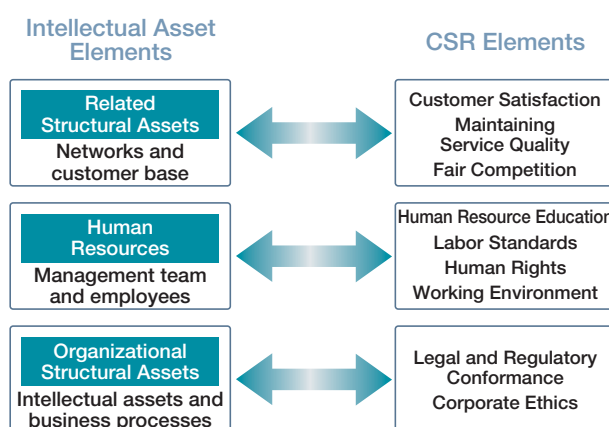 Intellectual Asset
Elements
CSR Elements
Related
Structural Assets
Networks and
customer base
Customer Satisfaction
Maintaining
Service Quality
Fair Competition
Human
Resources
Management team
and employees
Human Resource Education
Labor Standards
Human Rights
Working Environment
Organizational
Structural Assets
Intellectual assets and
business processes
Legal and Regulatory
Conformance
Corporate Ethics